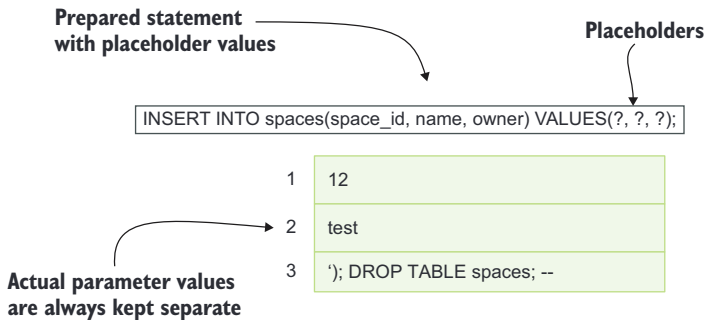 Prepared statement
with placeholder values
Placeholders
INSERT INTO spaces(space_id, name, owner) VALUES(?, ?, ?);
1 12
2 test
3 ‘); DROP TABLE spaces; --
Actual parameter values
are always kept separate